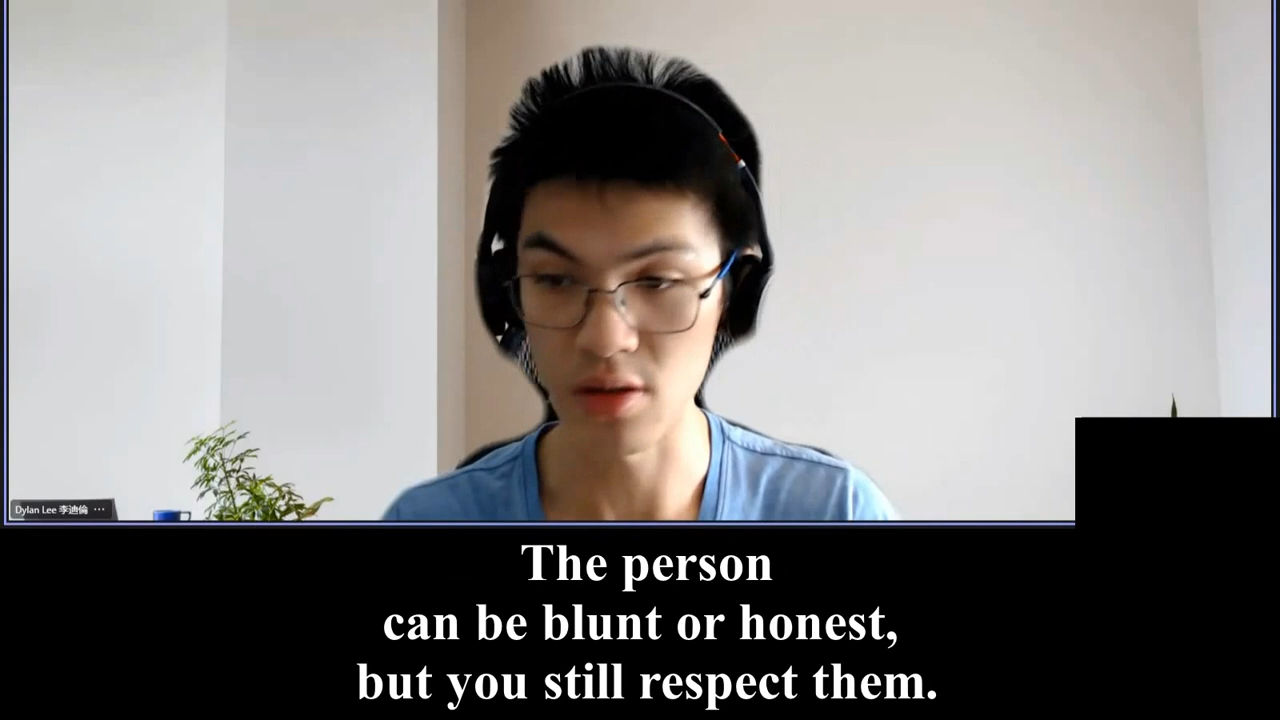 Dylan Lee 李迪倫 ···
The person
can be blunt or honest,
but you still respect them.